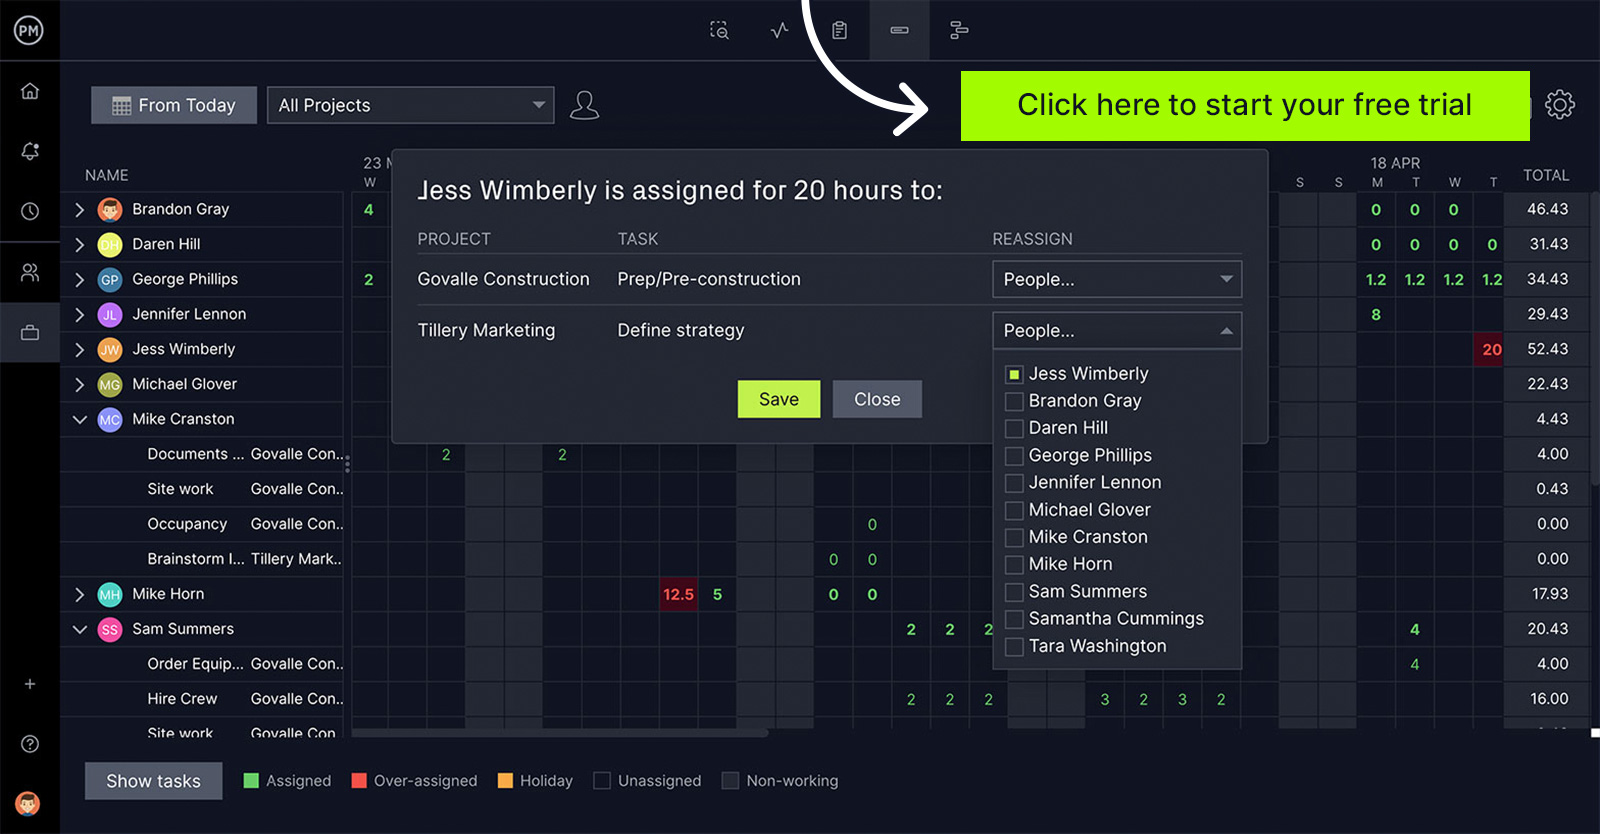 PM
Click here to start your free trial
From Today
All Projects
NAME
23 M
W
S S
18 APR
M T W T
TOTAL
Jess Wimberly is assigned for 20 hours to:
PROJECT TASK REASSIGN
Govalle Construction Prep/Pre-construction People...
Tillery Marketing Define strategy People...
Jess Wimberly
Brandon Gray
Daren Hill
George Phillips
Jennifer Lennon
Michael Glover
Mike Cranston
Mike Horn
Sam Summers
Samantha Cummings
Tara Washington
Save Close
Brandon Gray 4 0 0 0 46.43
DH Daren Hill 0 0 0 0 31.43
GP George Phillips 2 1.2 1.2 1.2 1.2 34.43
JL Jennifer Lennon 8 29.43
JW Jess Wimberly 20 52.43
MG Michael Glover 22.43
MC Mike Cranston 4.43
Documents ... Govalle Con.. 2 2 4.00
Site work Govalle Con.. 0.43
Occupancy Govalle Con.. 0 0.00
Brainstorm I... Tillery Mark.. 0 0 0.00
MH Mike Horn 12.5 5 0 0 17.93
SS Sam Summers 2 2 2 4 20.43
Order Equip... Govalle Con.. 4 4.00
Hire Crew Govalle Con.. 2 2 2 3 2 3 2 16.00
Site work Govalle Con
Show tasks Assigned Over-assigned Holiday Unassigned Non-working